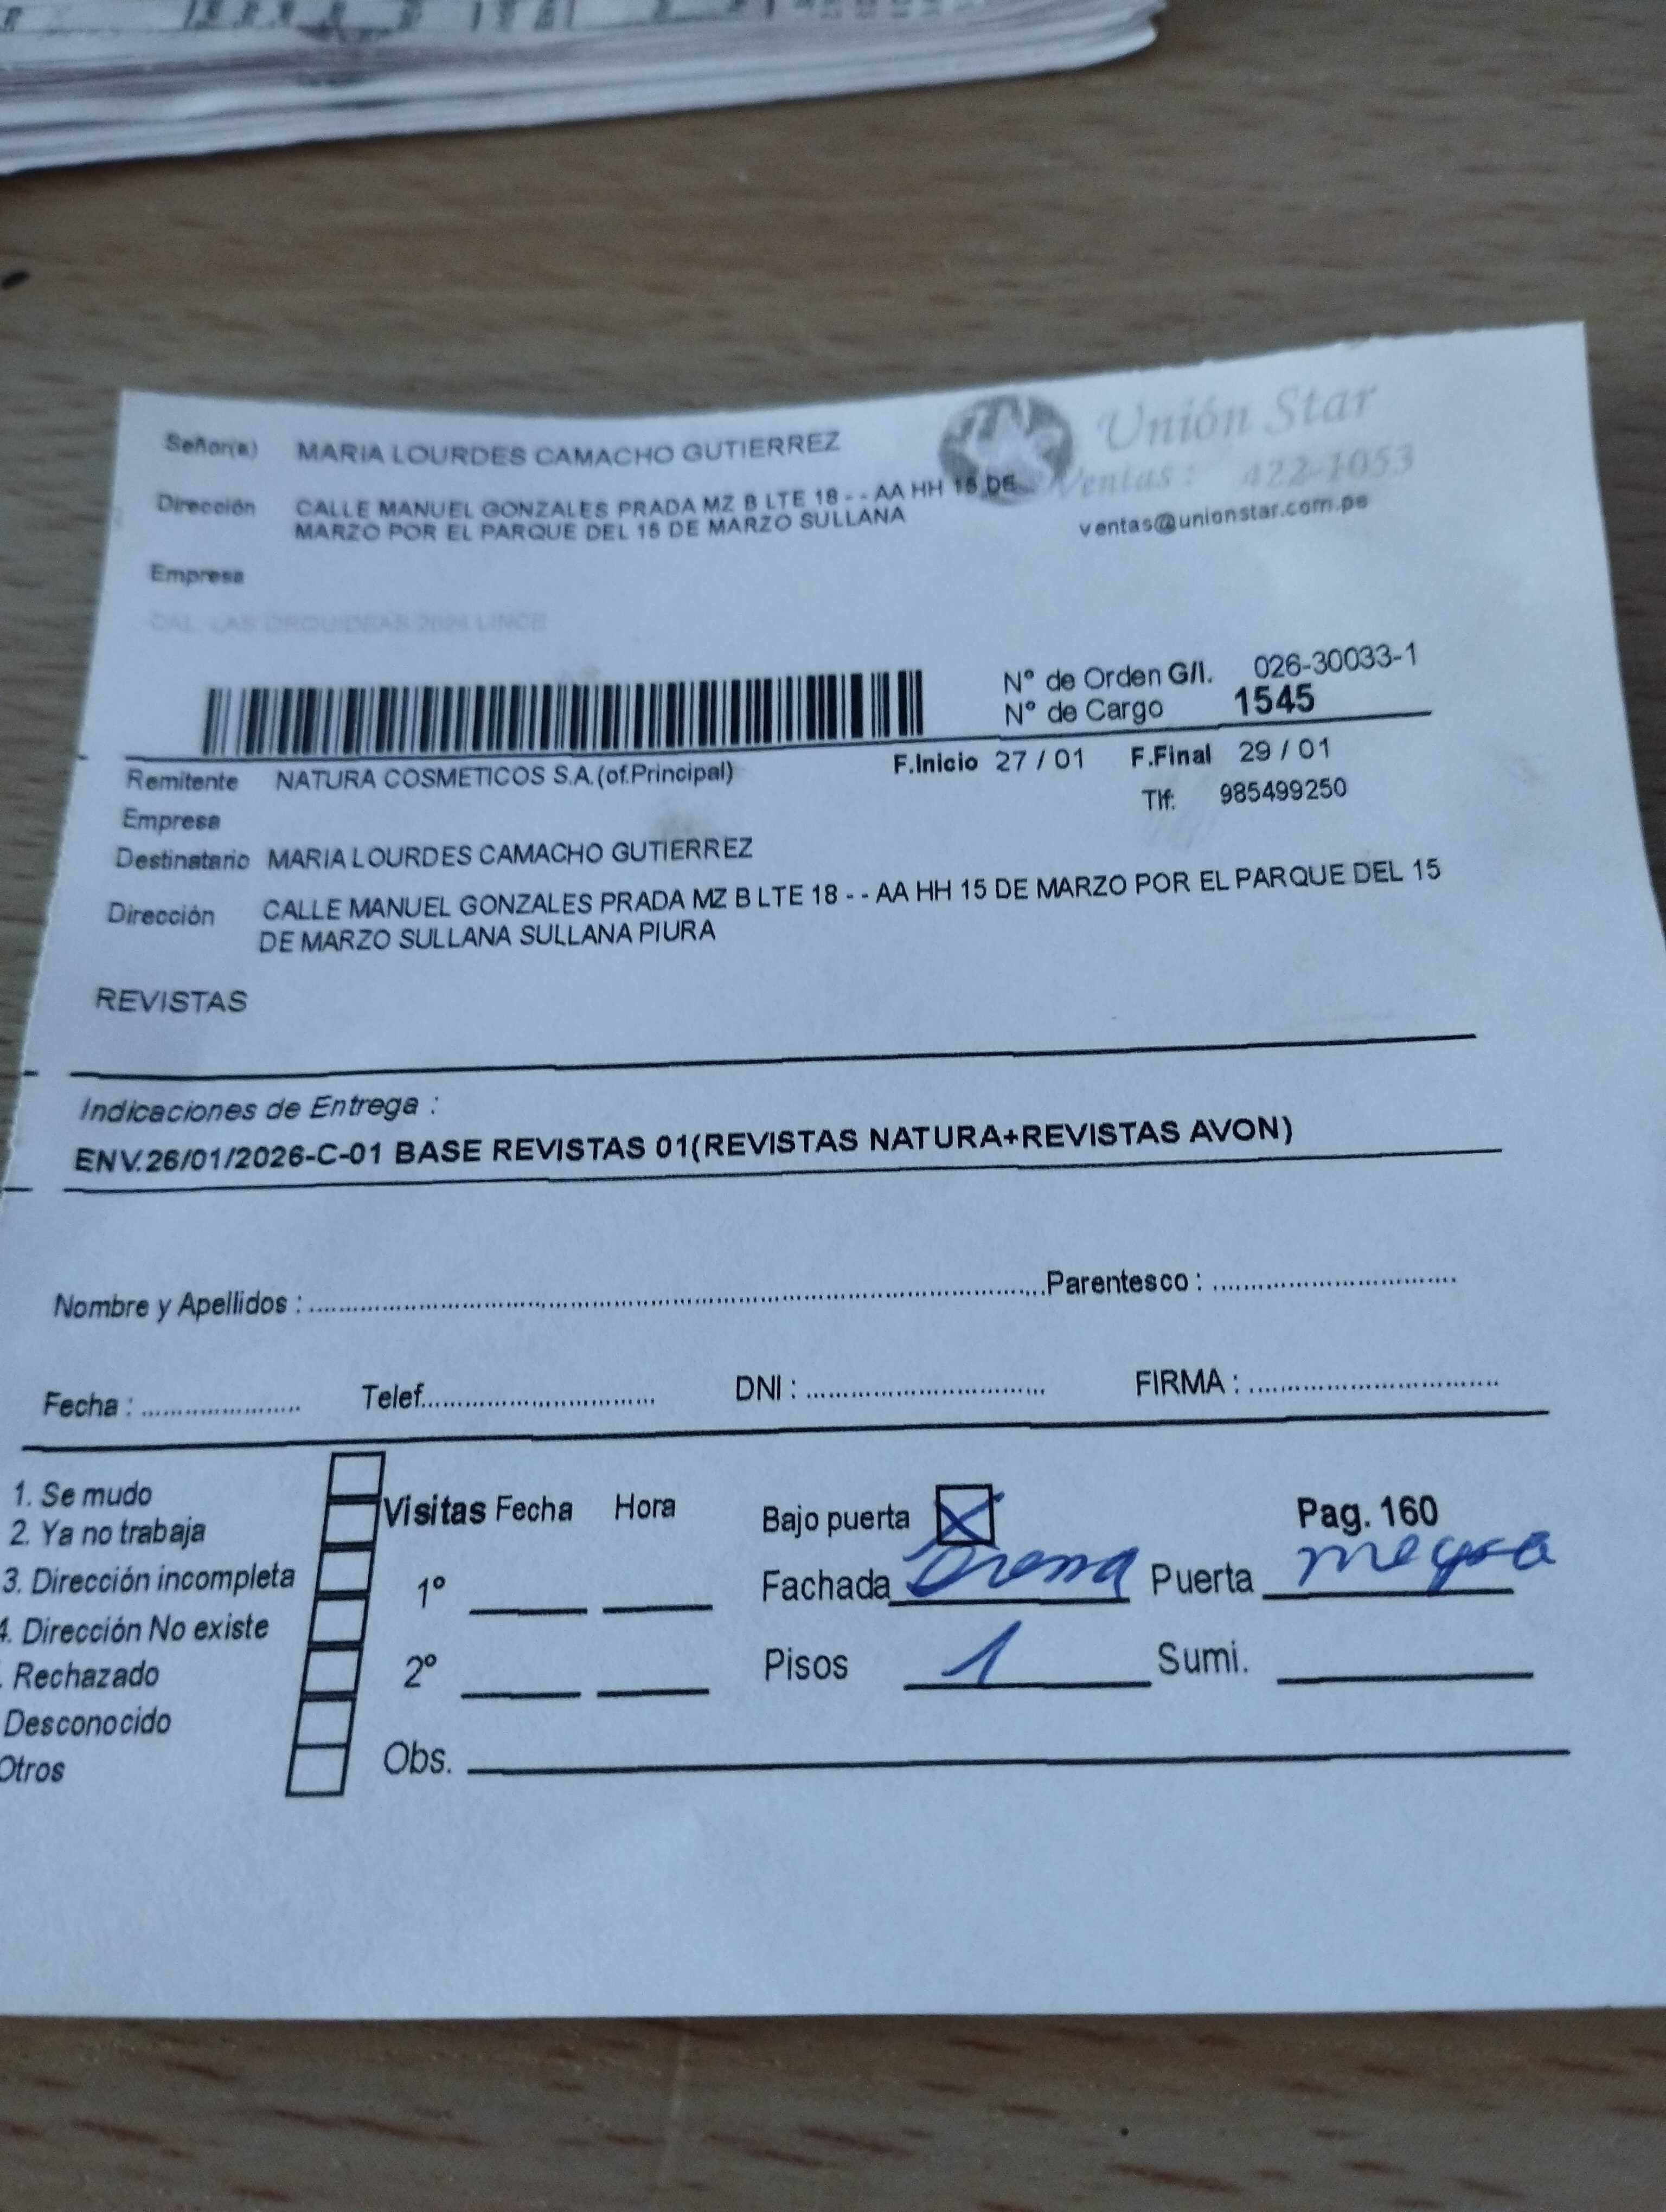 Señor(a) MARIA LOURDES CAMACHO GUTIERREZ
Unión Star
Ventas : 422-1053
ventas@unionstar.com.pe
Dirección CALLE MANUEL GONZALES PRADA MZ B LTE 18 - - AA HH 15 DE
MARZO POR EL PARQUE DEL 15 DE MARZO SULLANA
Empresa
CAL. LAS ORQUIDEAS 2624 LINCE
N° de Orden G/I. 026-30033-1
N° de Cargo 1545
Remitente NATURA COSMETICOS S.A.(of.Principal) F.Inicio 27 / 01 F.Final 29 / 01
Empresa Tlf: 985499250
Destinatario MARIA LOURDES CAMACHO GUTIERREZ
Dirección CALLE MANUEL GONZALES PRADA MZ B LTE 18 - - AA HH 15 DE MARZO POR EL PARQUE DEL 15
DE MARZO SULLANA SULLANA PIURA
REVISTAS
Indicaciones de Entrega :
ENV.26/01/2026-C-01 BASE REVISTAS 01(REVISTAS NATURA+REVISTAS AVON)
Nombre y Apellidos : Parentesco :
Fecha : Telef. DNI : FIRMA :
1. Se mudo
2. Ya no trabaja
3. Dirección incompleta
4. Dirección No existe
. Rechazado
Desconocido
Otros
Visitas Fecha Hora
1°
2°
Obs.
Bajo puerta X Pag. 160
Fachada Puerta
Pisos 1 Sumi.